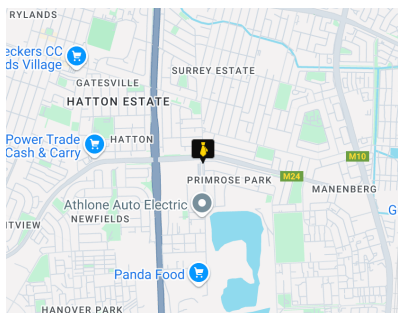 RYLANDS
eckers CC
ds Village
SURREY ESTATE
GATESVILLE
HATTON ESTATE
Power Trade
Cash & Carry
HATTON
M10
PRIMROSE PARK
M24
MANENBERG
Athlone Auto Electric
NEWFIELDS
G
NTVIEW
Panda Food
HANOVER PARK